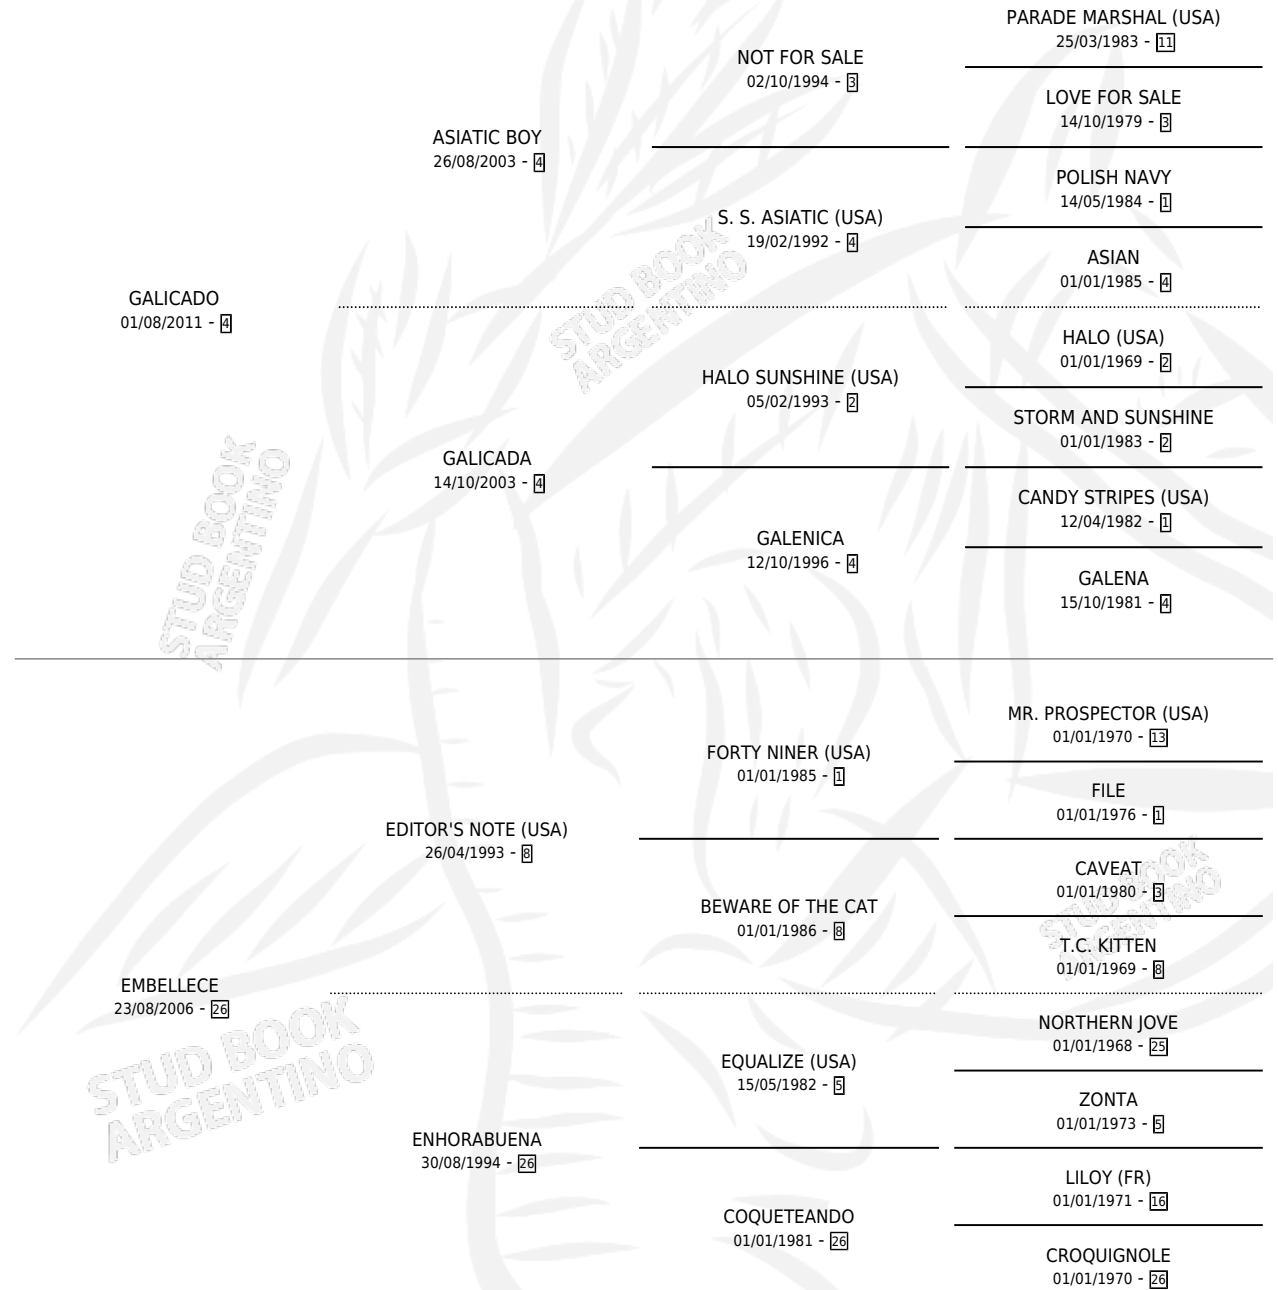 PARADE MARSHAL (USA)
25/03/1983 - 11
NOT FOR SALE
02/10/1994 - 3
LOVE FOR SALE
14/10/1979 - 3
ASIATIC BOY
26/08/2003 - 4
POLISH NAVY
14/05/1984 - 1
S. S. ASIATIC (USA)
19/02/1992 - 4
ASIAN
01/01/1985 - 4
GALICADO
01/08/2011 - 4
STUD BOOK
ARGENTINO
HALO (USA)
01/01/1969 - 2
HALO SUNSHINE (USA)
05/02/1993 - 2
STORM AND SUNSHINE
01/01/1983 - 2
GALICADA
14/10/2003 - 4
CANDY STRIPES (USA)
12/04/1982 - 1
GALENICA
12/10/1996 - 4
GALENA
15/10/1981 - 4
STUD BOOK
ARGENTINO
MR. PROSPECTOR (USA)
01/01/1970 - 13
FORTY NINER (USA)
01/01/1985 - 1
FILE
01/01/1976 - 1
EDITOR'S NOTE (USA)
26/04/1993 - 8
CAVEAT
01/01/1980 - 3
BEWARE OF THE CAT
01/01/1986 - 8
STUD BOOK
ARGENTINO
T.C. KITTEN
01/01/1969 - 8
EMBELLECE
23/08/2006 - 26
STUD BOOK
ARGENTINO
NORTHERN JOVE
01/01/1968 - 25
EQUALIZE (USA)
15/05/1982 - 5
ZONTA
01/01/1973 - 5
ENHORABUENA
30/08/1994 - 26
LILOY (FR)
01/01/1971 - 16
COQUETEANDO
01/01/1981 - 26
CROQUIGNOLE
01/01/1970 - 26